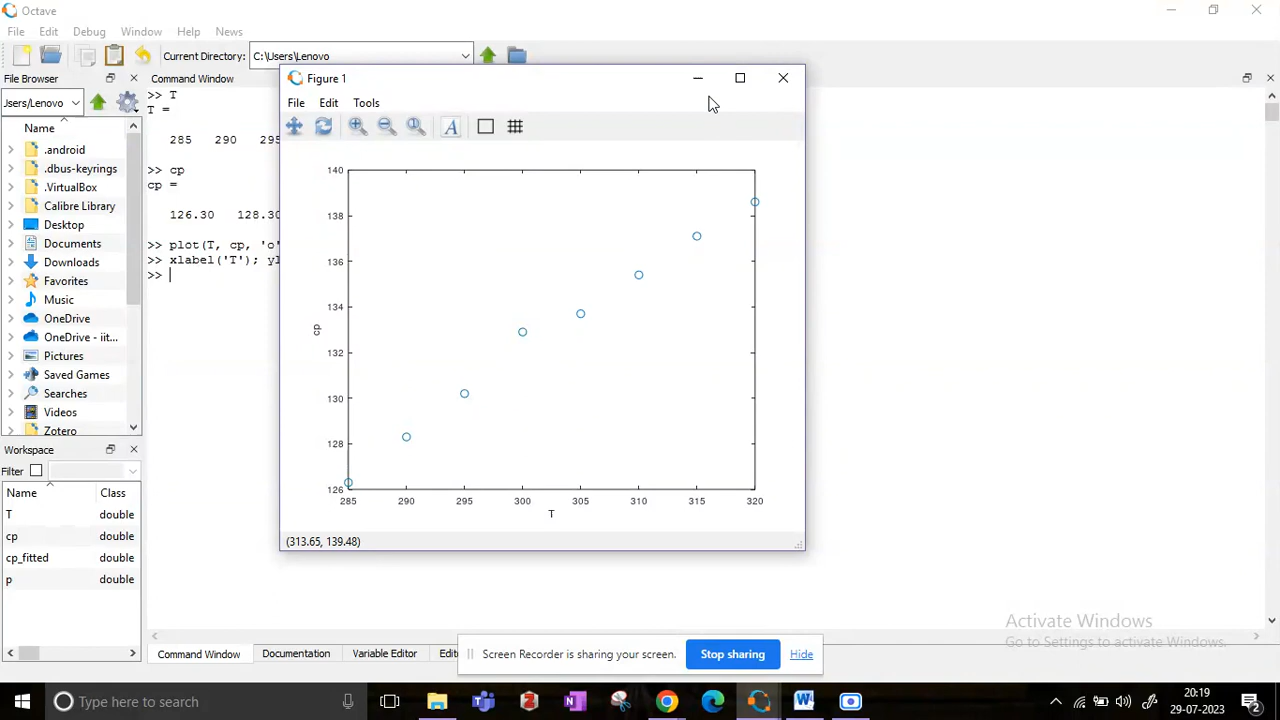 Octave
File Edit Debug Window Help News
Current Directory: C:\Users\Lenovo
File Browser
Jsers/Lenovo
Name
.android
.dbus-keyrings
.VirtualBox
Calibre Library
Desktop
Documents
Downloads
Favorites
Music
OneDrive
OneDrive - iit...
Pictures
Saved Games
Searches
Videos
Zotero
Workspace
Filter
Name Class
T double
cp double
cp_fitted double
p double
Command Window
>> T
T =
285 290 295
>> cp
cp =
126.30 128.30
>> plot(T, cp, 'o'
>> xlabel('T'); yl
>>
Figure 1
File Edit Tools
A
140
138
136
134
132
130
128
126
cp
285 290 295 300 305 310 315 320
T
(313.65, 139.48)
Activate Windows
Go to Settings to activate Windows.
Command Window Documentation Variable Editor Edit
Screen Recorder is sharing your screen. Stop sharing Hide
Type here to search
20:19
29-07-2023
2